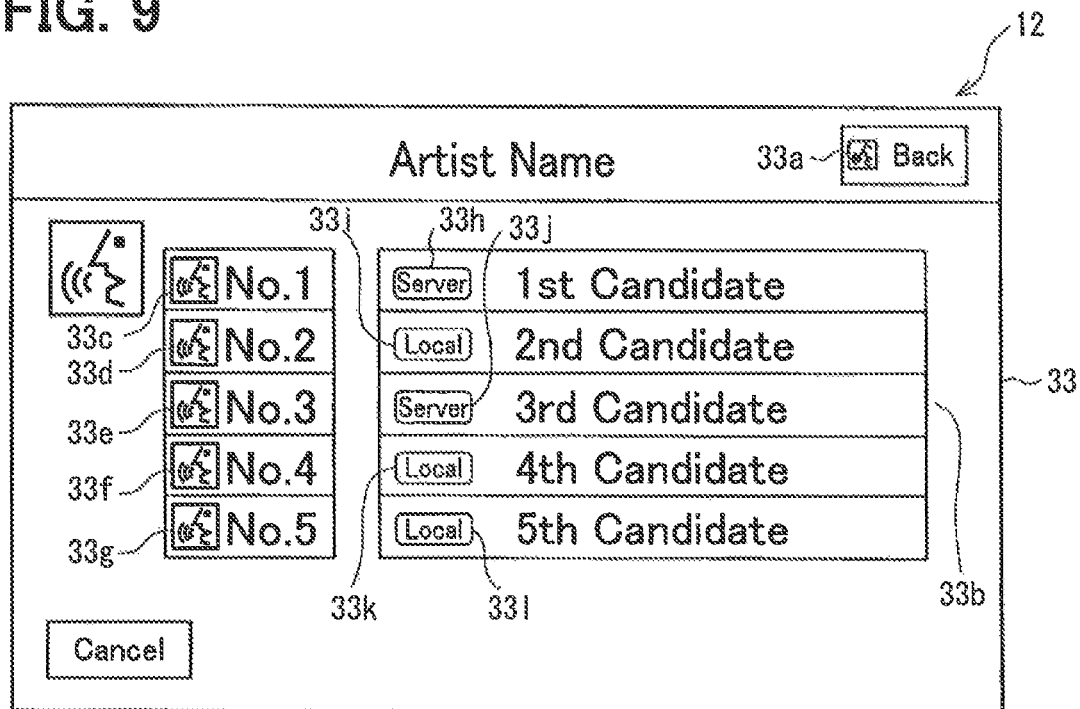 FIG. 9
12
Artist Name
33a
Back
33i
33h
33j
No.1
Server
1st Candidate
33c
No.2
Local
2nd Candidate
33d
33
No.3
Server
3rd Candidate
33e
No.4
Local
4th Candidate
33f
No.5
Local
5th Candidate
33g
33k
33l
33b
Cancel